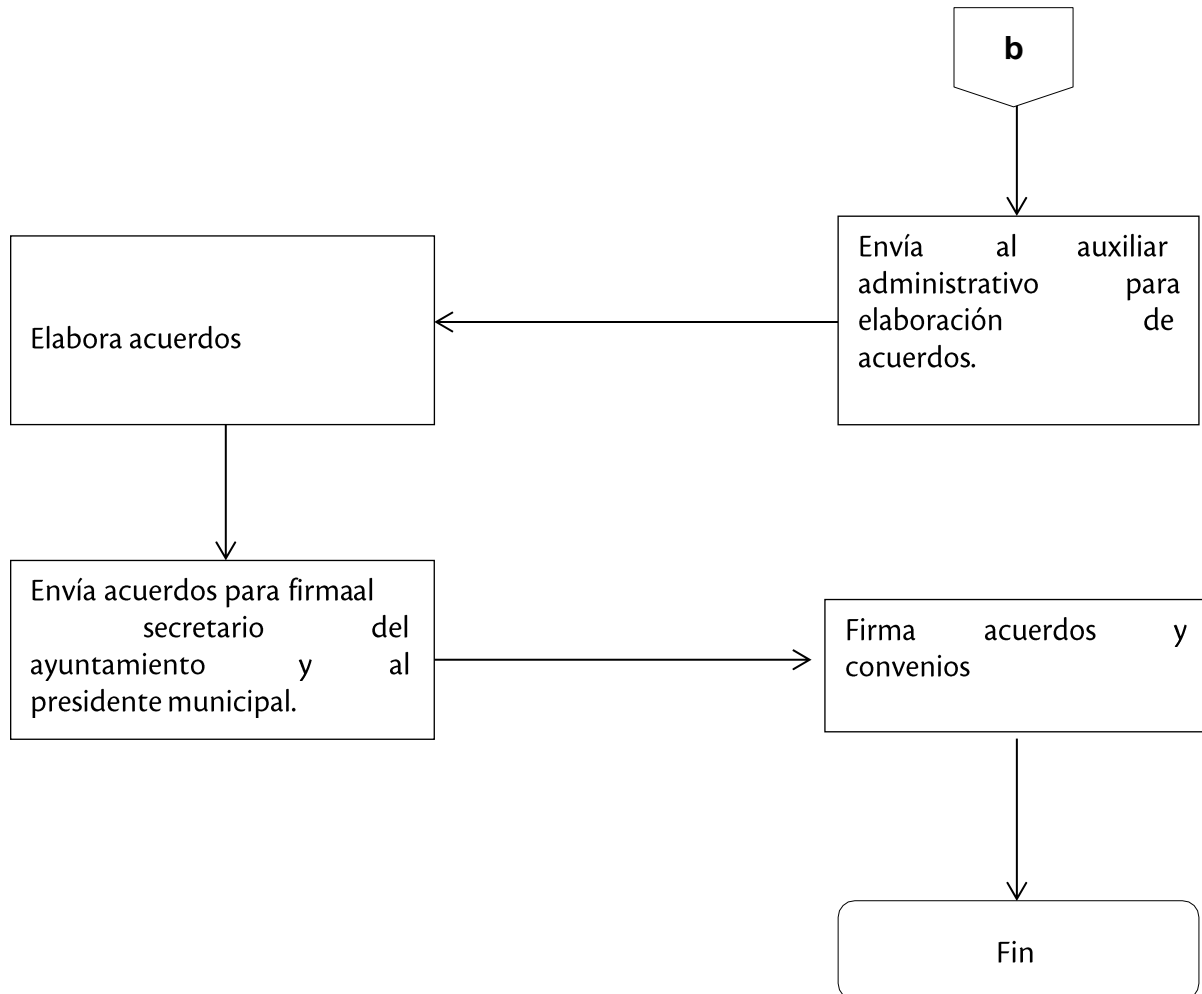 b
Envía al auxiliar
administrativo para
elaboración de
acuerdos.
Elabora acuerdos
Envía acuerdos para firmaal
secretario del
ayuntamiento y al
presidente municipal.
Firma acuerdos y
convenios
Fin